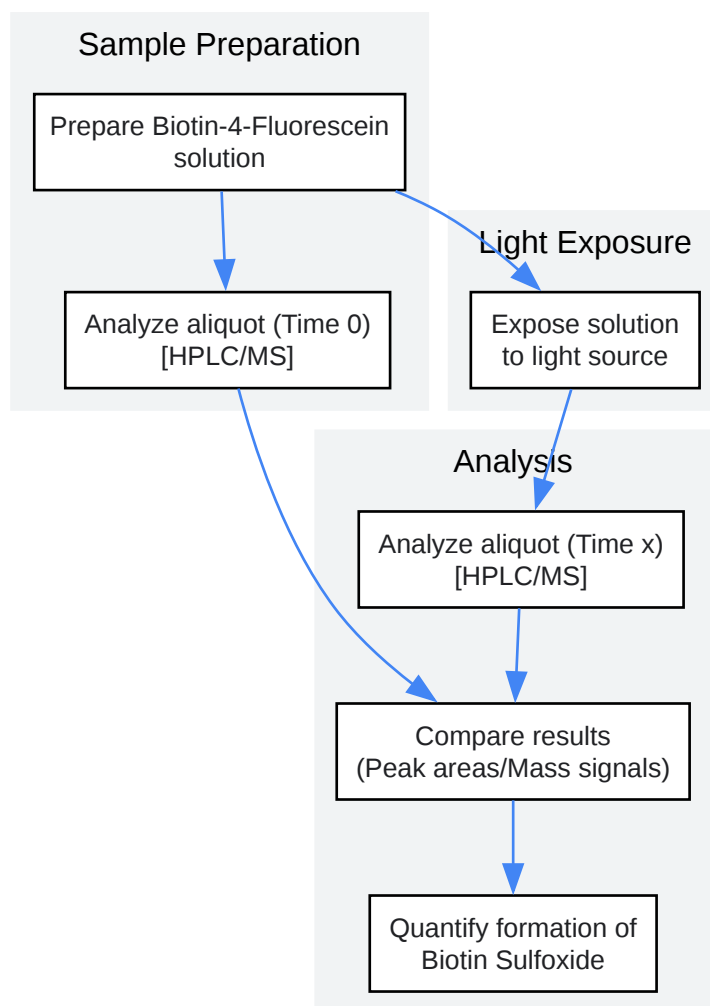 Sample Preparation
Prepare Biotin-4-Fluorescein
solution
Light Exposure
Analyze aliquot (Time 0)
[HPLC/MS]
Expose solution
to light source
Analysis
Analyze aliquot (Time x)
[HPLC/MS]
Compare results
(Peak areas/Mass signals)
Quantify formation of
Biotin Sulfoxide